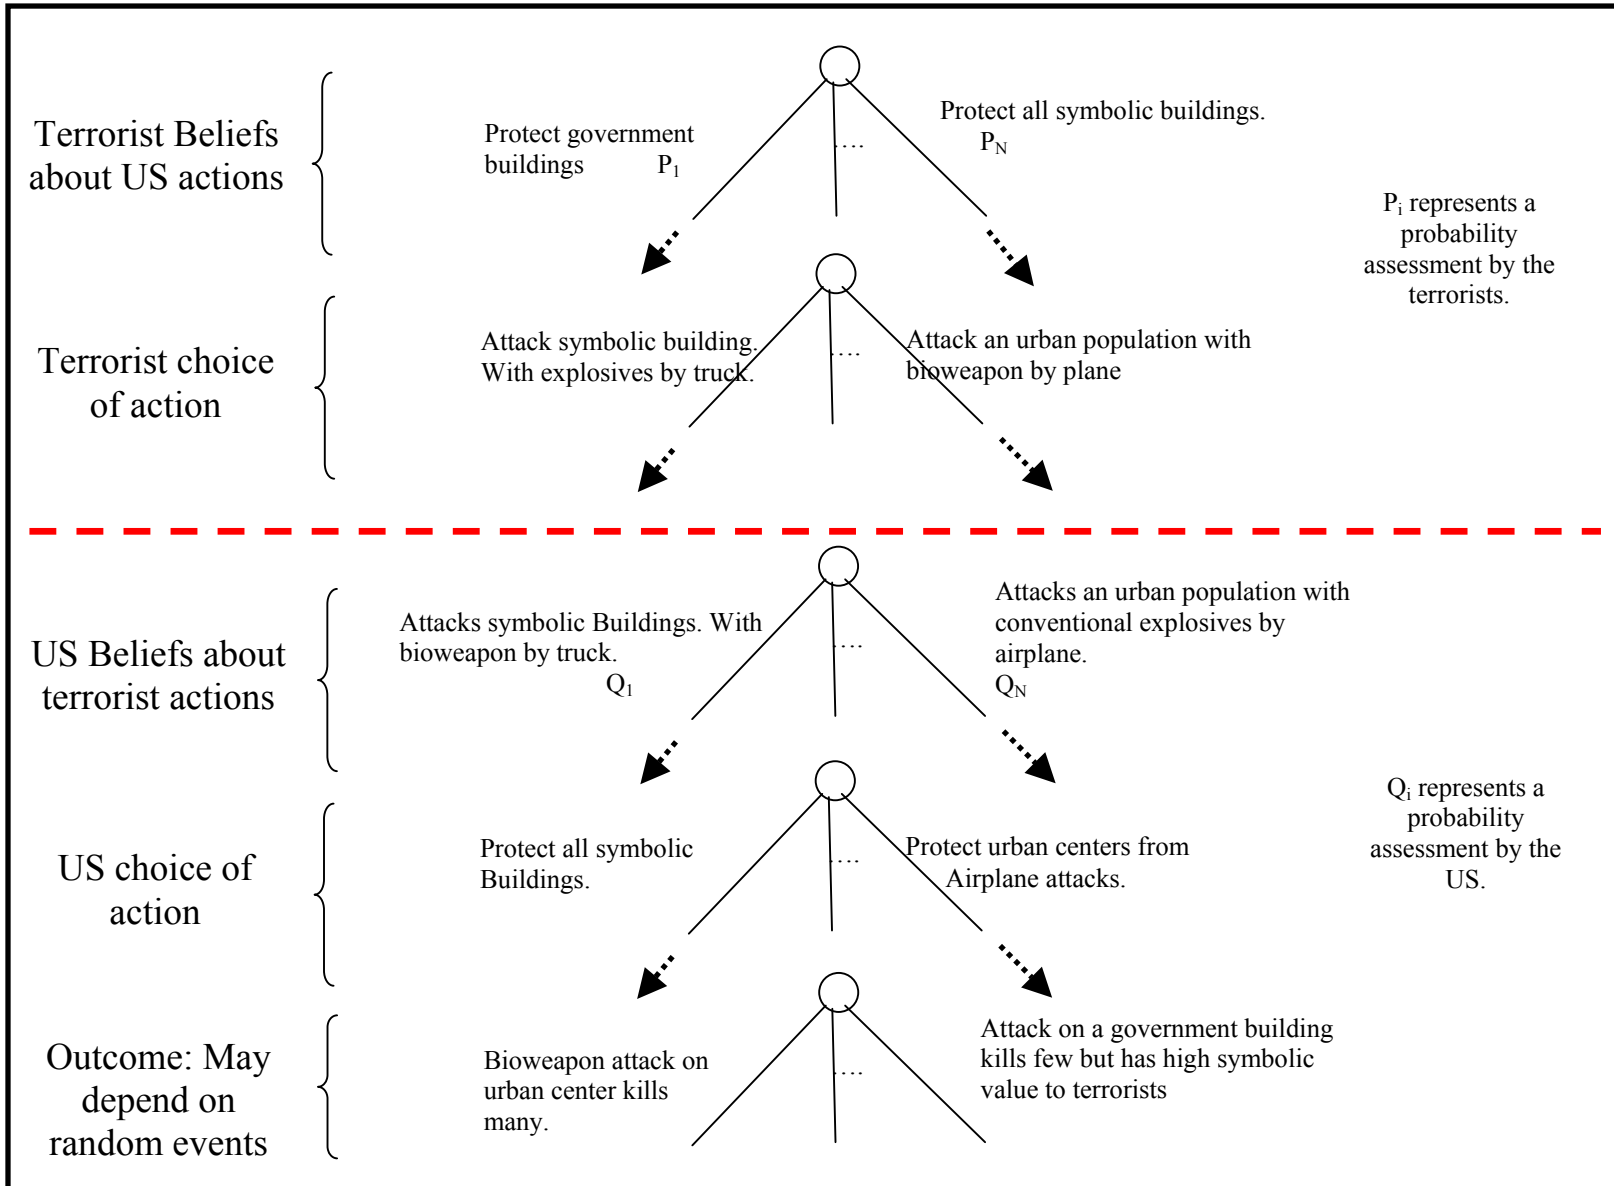 Terrorist Beliefs
about US actions
Protect government
buildings P₁
....
Protect all symbolic buildings.
P_N
Pᵢ represents a
probability
assessment by the
terrorists.
Terrorist choice
of action
Attack symbolic building.
With explosives by truck.
....
Attack an urban population with
bioweapon by plane
US Beliefs about
terrorist actions
Attacks symbolic Buildings. With
bioweapon by truck.
Q₁
....
Attacks an urban population with
conventional explosives by
airplane.
Q_N
Qᵢ represents a
probability
assessment by the
US.
US choice of
action
Protect all symbolic
Buildings.
....
Protect urban centers from
Airplane attacks.
Outcome: May
depend on
random events
Bioweapon attack on
urban center kills
many.
....
Attack on a government building
kills few but has high symbolic
value to terrorists